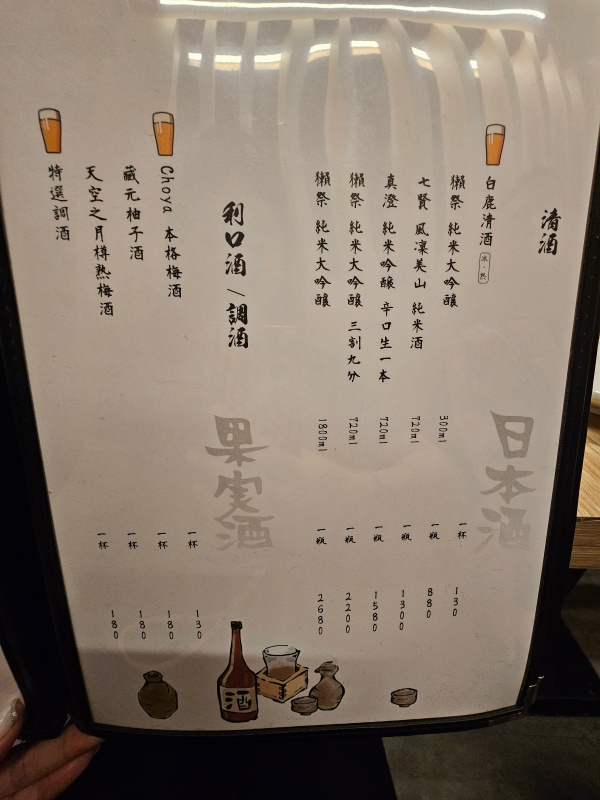 清酒
日本酒
白鹿清酒 冰・熱 一杯 130
獺祭 純米大吟釀 300ml 一瓶 880
七賢 風凜美山 純米酒 720ml 一瓶 1300
真澄 純米吟釀 辛口生一本 720ml 一瓶 1580
獺祭 純米大吟釀 三割九分 720ml 一瓶 2200
獺祭 純米大吟釀 1800ml 一瓶 2680
利口酒/調酒
果実酒
Choya 本格梅酒 一杯 130
藏元柚子酒 一杯 180
天空之月樽熟梅酒 一杯 180
特選調酒 一杯 180
酒